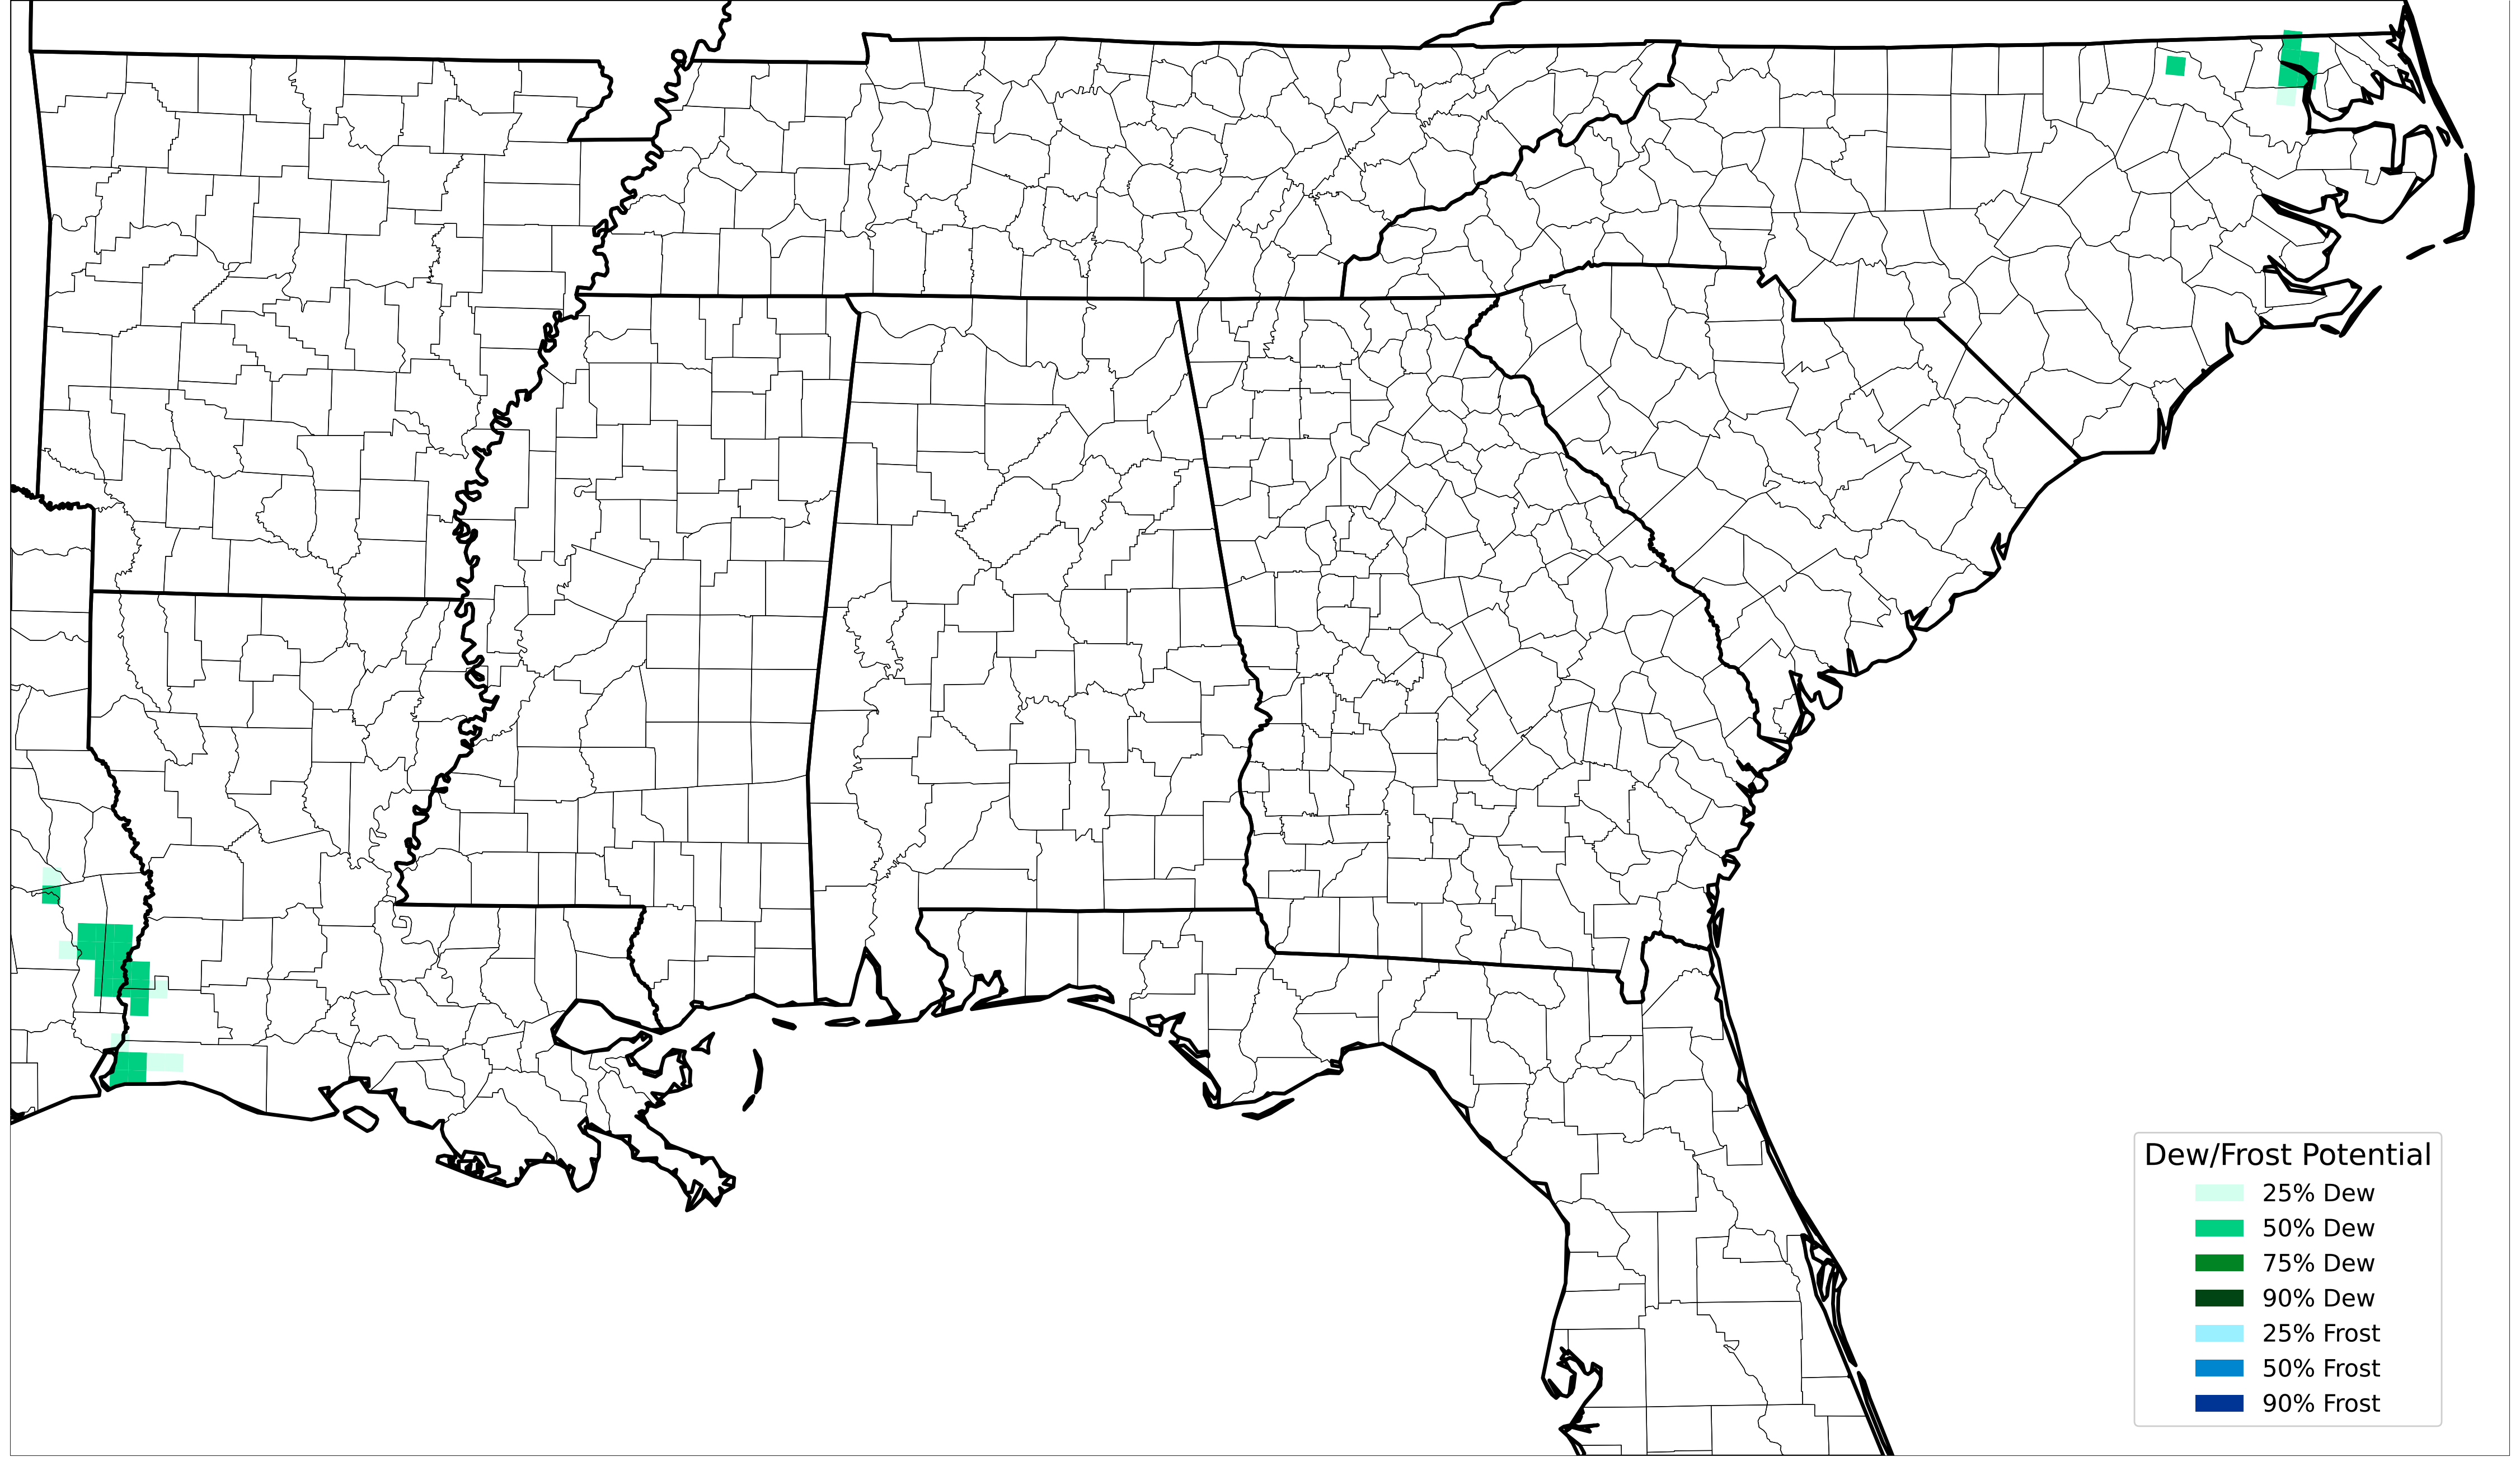 Dew/Frost Potential
25% Dew
50% Dew
75% Dew
90% Dew
25% Frost
50% Frost
90% Frost